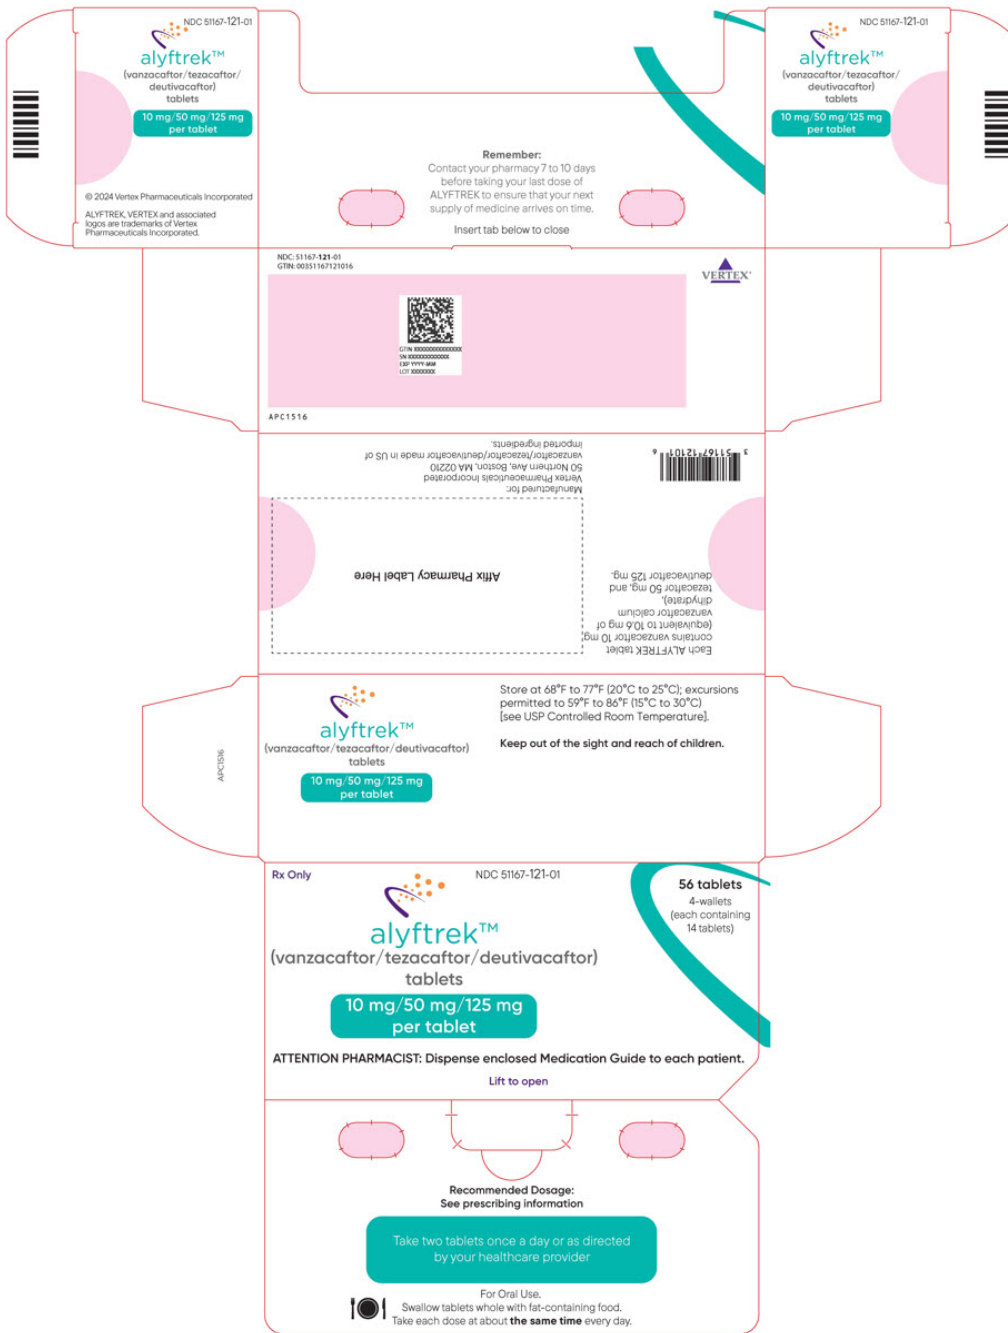 NDC 51167-121-01
alyftrek™
(vanzacaftor/tezacaftor/
deutivacaftor)
tablets
10 mg/50 mg/125 mg
per tablet
© 2024 Vertex Pharmaceuticals Incorporated
ALYFTREK, VERTEX and associated
logos are trademarks of Vertex
Pharmaceuticals Incorporated.
Remember:
Contact your pharmacy 7 to 10 days
before taking your last dose of
ALYFTREK to ensure that your next
supply of medicine arrives on time.
Insert tab below to close
NDC 51167-121-01
alyftrek™
(vanzacaftor/tezacaftor/
deutivacaftor)
tablets
10 mg/50 mg/125 mg
per tablet
NDC: 51167-121-01
GTIN: 00351167121016
VERTEX
GTIN XXXXXXXXXXXXXX
SN XXXXXXXXXXXX
EXP YYYY-MM
LOT XXXXXXX
APC1516
Each ALYFTREK tablet
contains vanzacaftor 10 mg
(equivalent to 10.6 mg of
vanzacaftor calcium
dihydrate),
tezacaftor 50 mg, and
deutivacaftor 125 mg.
Affix Pharmacy Label Here
Manufactured for:
Vertex Pharmaceuticals Incorporated
50 Northern Ave, Boston, MA 02210
vanzacaftor/tezacaftor/deutivacaftor made in US of
imported ingredients.
3 51167 12101 6
APC1516
alyftrek™
(vanzacaftor/tezacaftor/deutivacaftor)
tablets
10 mg/50 mg/125 mg
per tablet
Store at 68°F to 77°F (20°C to 25°C); excursions
permitted to 59°F to 86°F (15°C to 30°C)
[see USP Controlled Room Temperature].
Keep out of the sight and reach of children.
Rx Only
NDC 51167-121-01
56 tablets
4-wallets
(each containing
14 tablets)
alyftrek™
(vanzacaftor/tezacaftor/deutivacaftor)
tablets
10 mg/50 mg/125 mg
per tablet
ATTENTION PHARMACIST: Dispense enclosed Medication Guide to each patient.
Lift to open
Recommended Dosage:
See prescribing information
Take two tablets once a day or as directed
by your healthcare provider
For Oral Use.
Swallow tablets whole with fat-containing food.
Take each dose at about the same time every day.